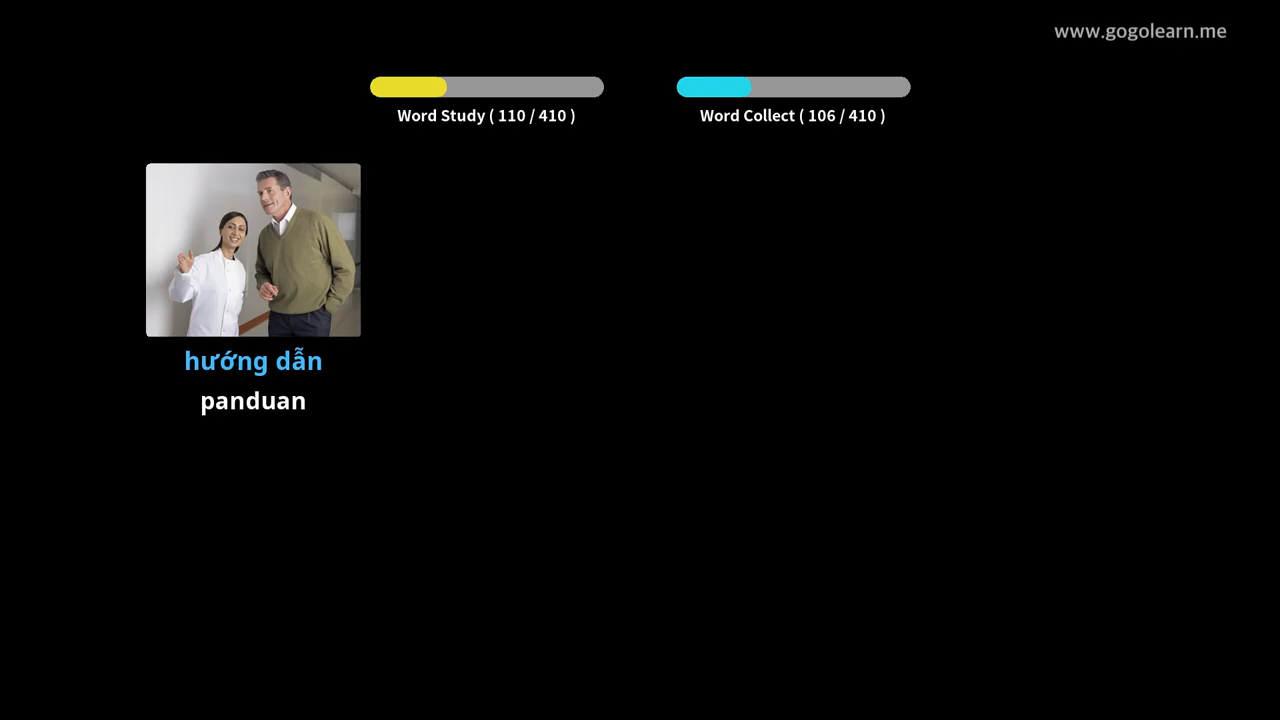 www.gogolearn.me
Word Study ( 110 / 410 )
Word Collect ( 106 / 410 )
hướng dẫn
panduan